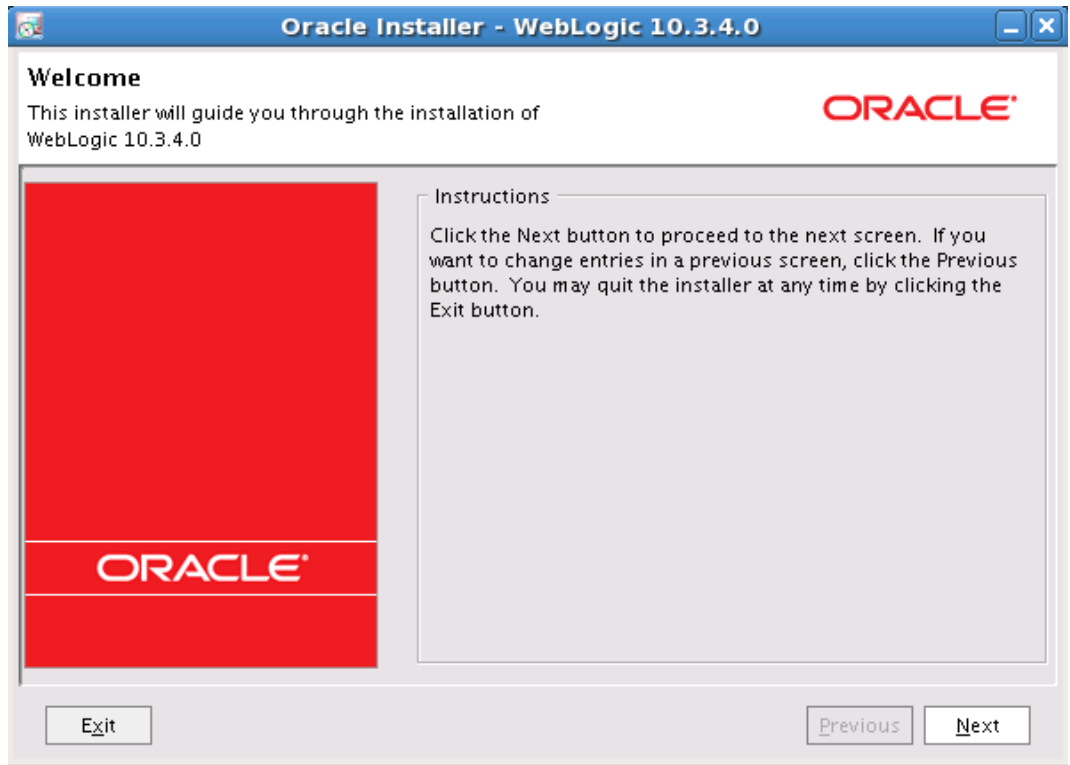 Oracle Installer - WebLogic 10.3.4.0
Welcome
This installer will guide you through the installation of
WebLogic 10.3.4.0
ORACLE
Instructions
Click the Next button to proceed to the next screen. If you
want to change entries in a previous screen, click the Previous
button. You may quit the installer at any time by clicking the
Exit button.
ORACLE
Exit
Previous
Next